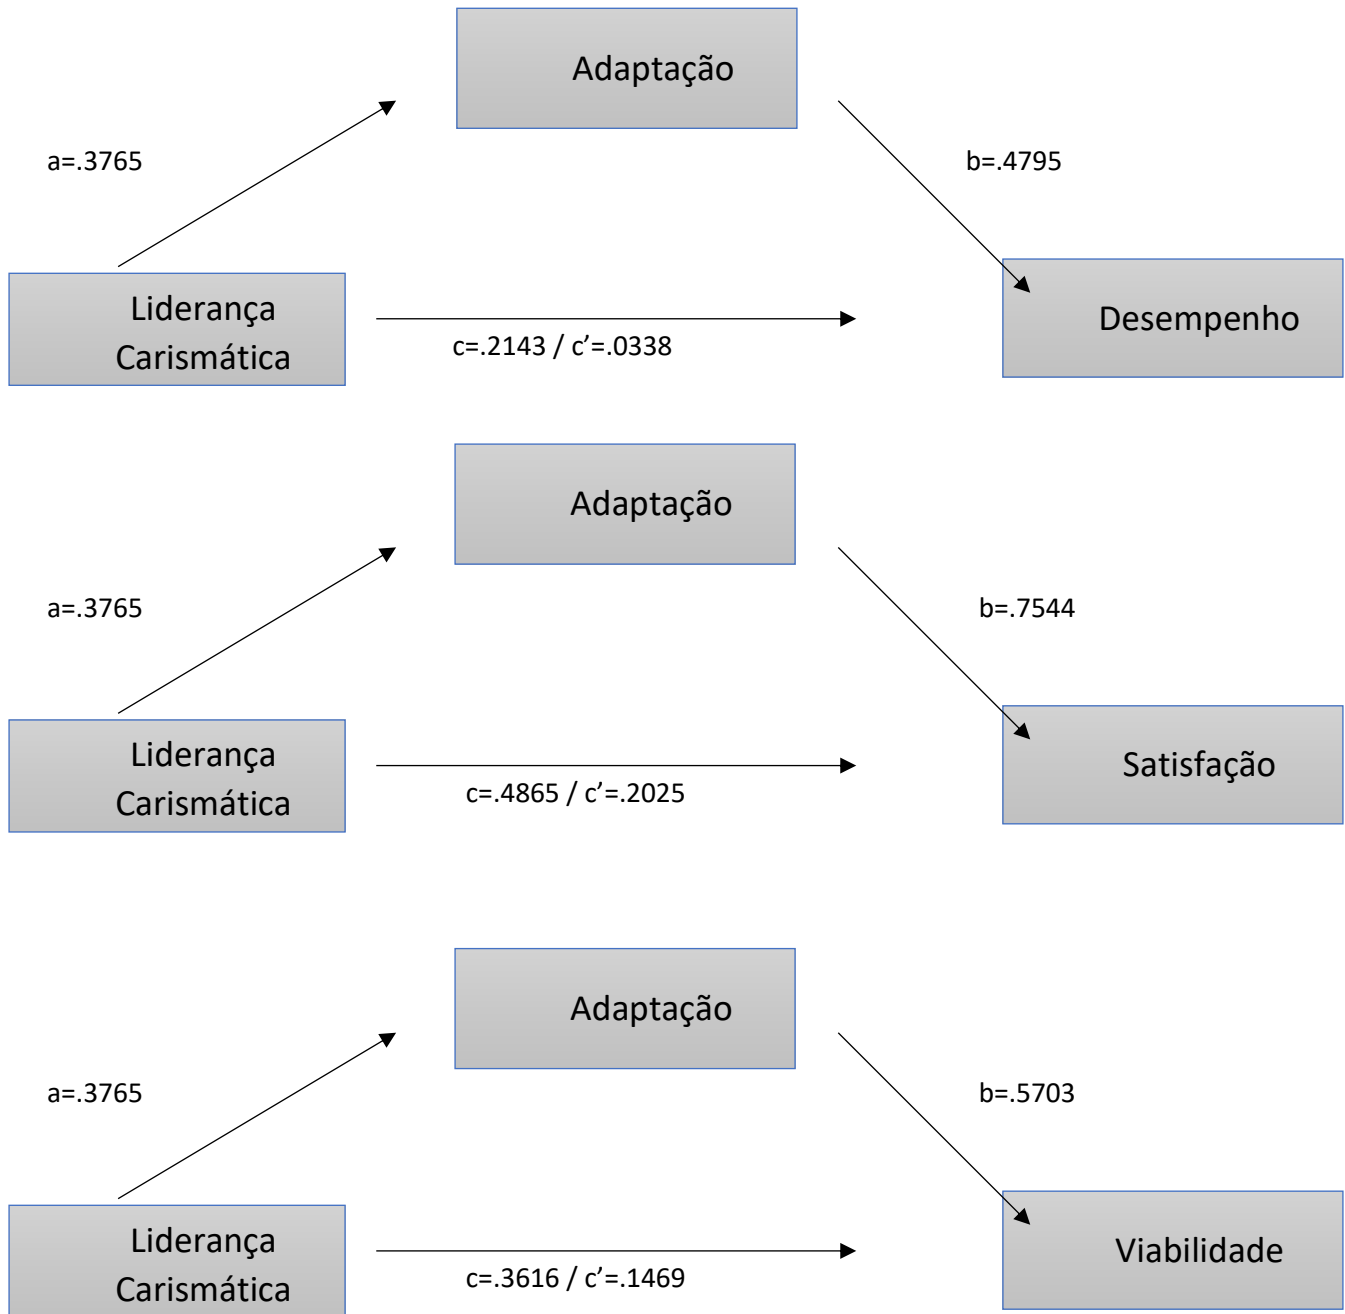 Adaptação
a=.3765
b=.4795
Liderança
Carismática
Desempenho
c=.2143 / c’=.0338
Adaptação
a=.3765
b=.7544
Liderança
Carismática
Satisfação
c=.4865 / c’=.2025
Adaptação
a=.3765
b=.5703
Liderança
Carismática
Viabilidade
c=.3616 / c’=.1469